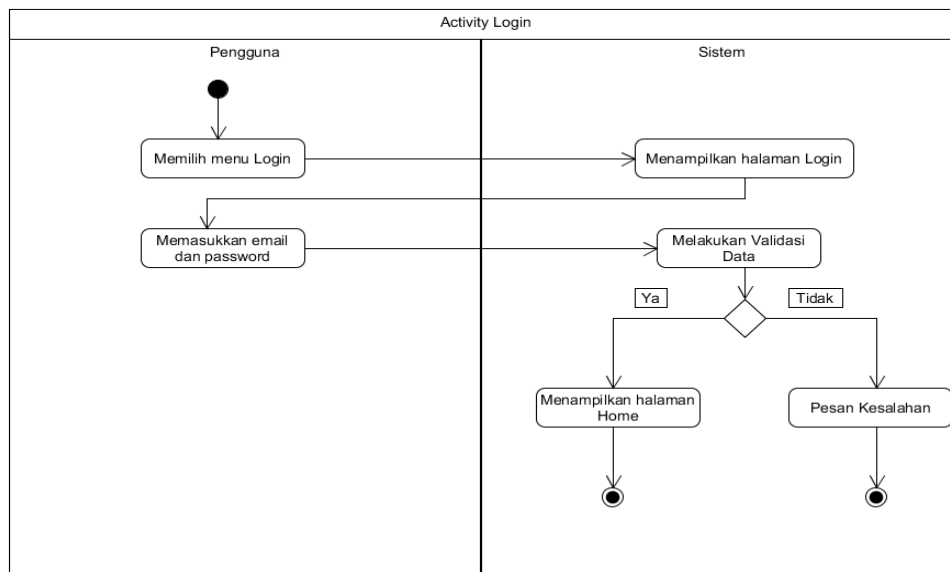 Activity Login
Pengguna
Sistem
Memilih menu Login
Menampilkan halaman Login
Memasukkan email
dan password
Melakukan Validasi
Data
Ya
Tidak
Menampilkan halaman
Home
Pesan Kesalahan